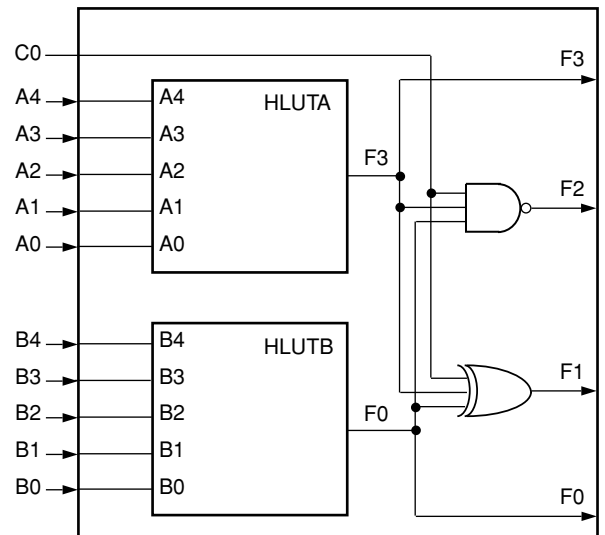 C0
F3
A4 A4 HLUTA
A3 A3
A2 A2 F3 F2
A1 A1
A0 A0
B4 B4 HLUTB
B3 B3 F1
B2 B2 F0
B1 B1
B0 B0 F0